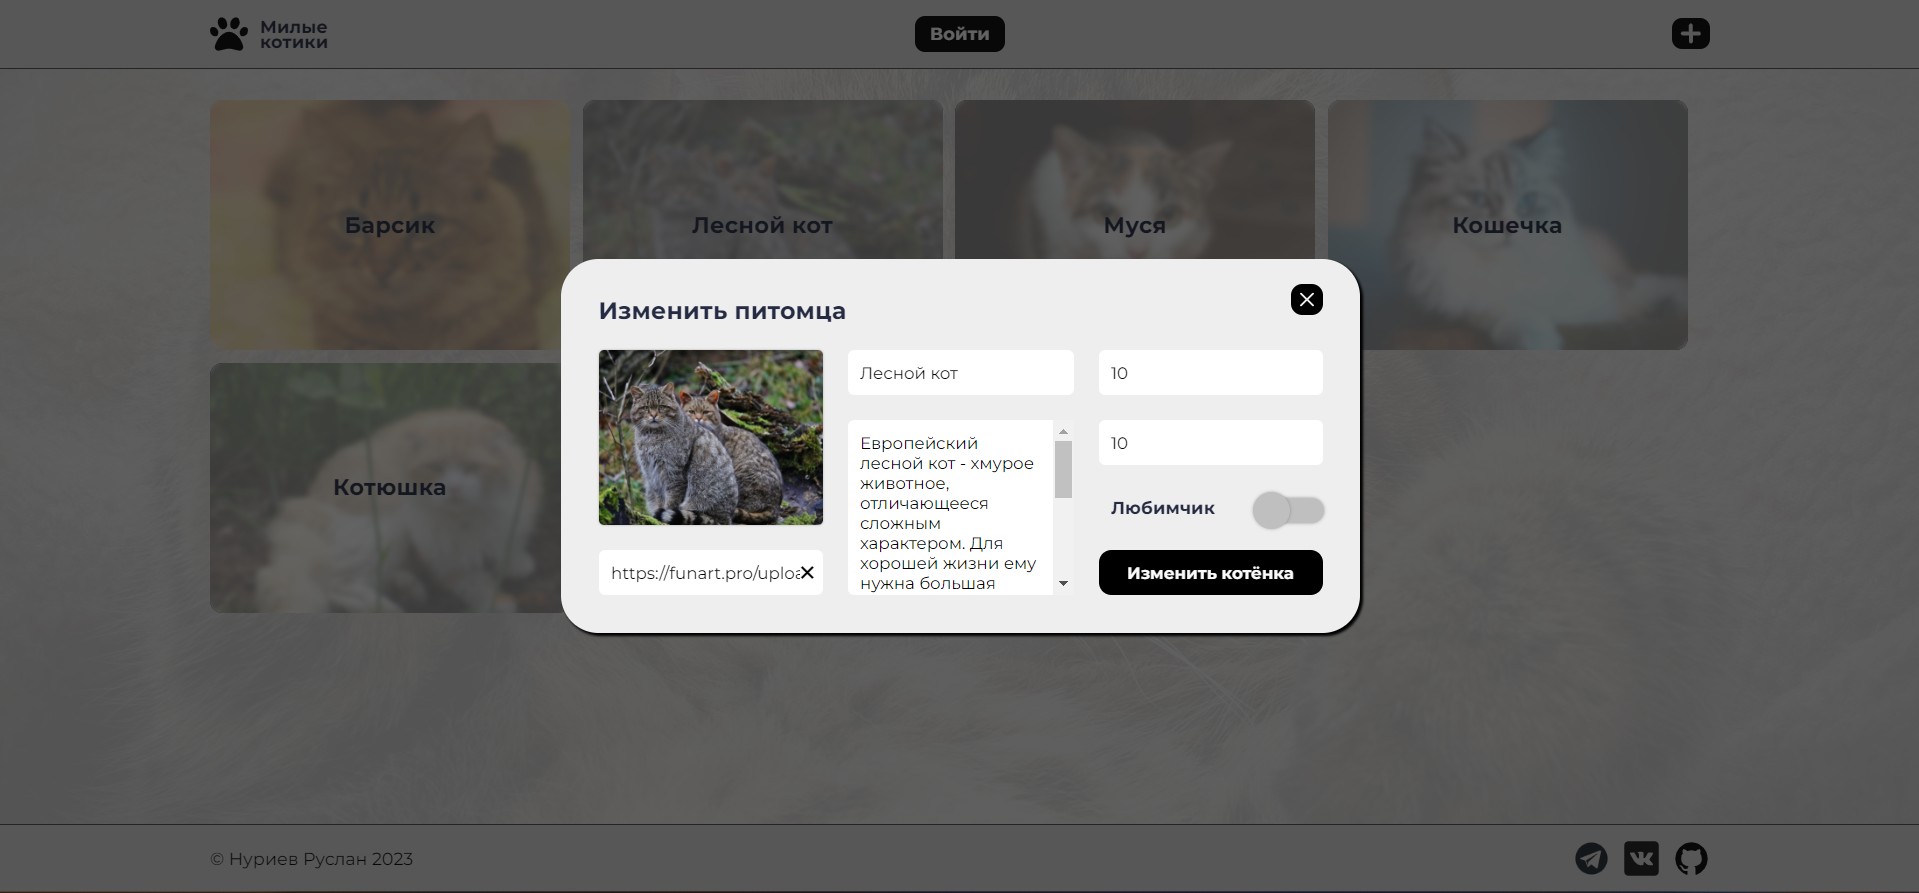 Милые
котики
Войти
Барсик
Лесной кот
Муся
Кошечка
Котюшка
Изменить питомца
Лесной кот
10
Европейский
лесной кот - хмурое
животное,
отличающееся
сложным
характером. Для
хорошей жизни ему
нужна большая
10
Любимчик
https://funart.pro/uploa
Изменить котёнка
© Нуриев Руслан 2023